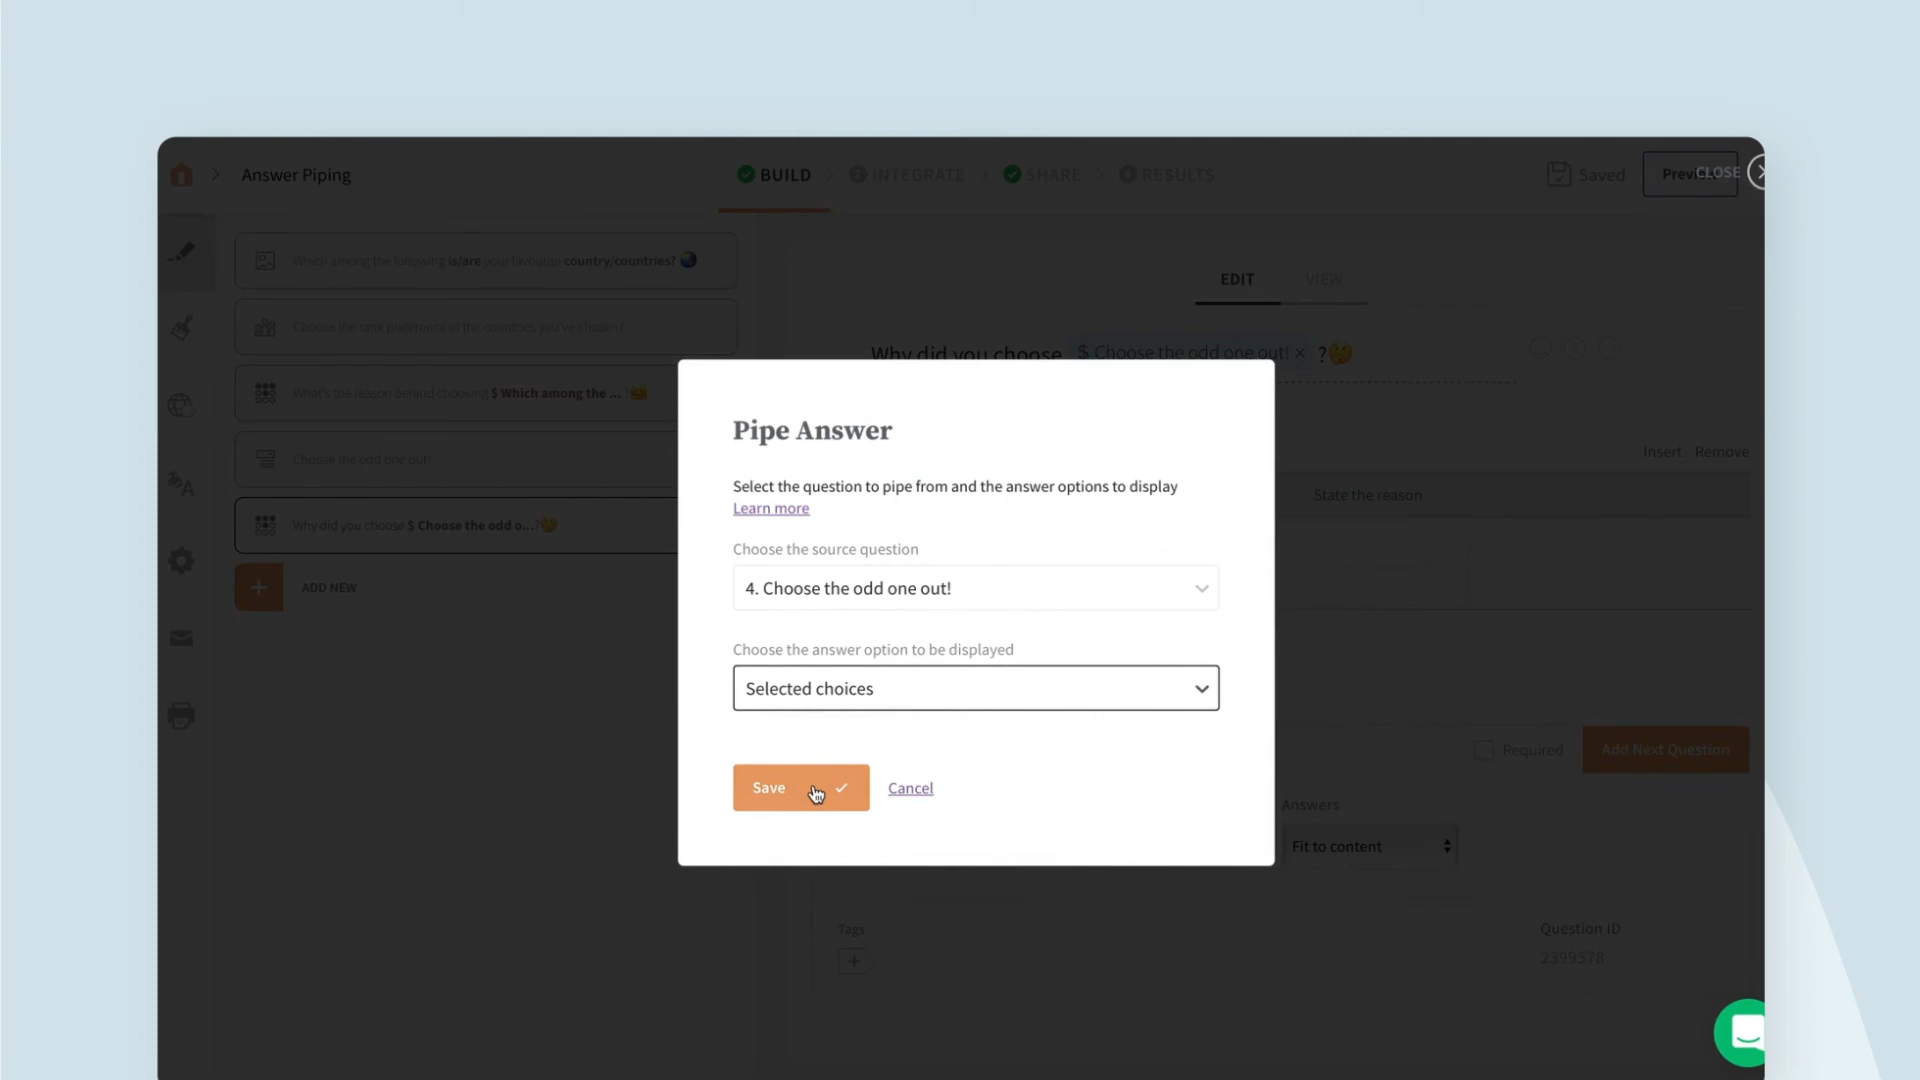 Answer Piping
BUILD
2 INTEGRATE
SHARE
4 RESULTS
Saved
CLOSE
Which among the following is/are your favourite country/countries? 🌏
Choose the rank preference of the countries you've chosen?
What's the reason behind choosing $ Which among the ... ?
Choose the odd one out!
Why did you choose $ Choose the odd o...?🤔
+ ADD NEW
EDIT
VIEW
Why did you choose $ Choose the odd one out! × ?🤔
Insert Remove
State the reason
Pipe Answer
Select the question to pipe from and the answer options to display
Learn more
Choose the source question
4. Choose the odd one out!
Choose the answer option to be displayed
Selected choices
Save
Cancel
Required
Add Next Question
Answers
Fit to content
Tags
+
Question ID
2399578